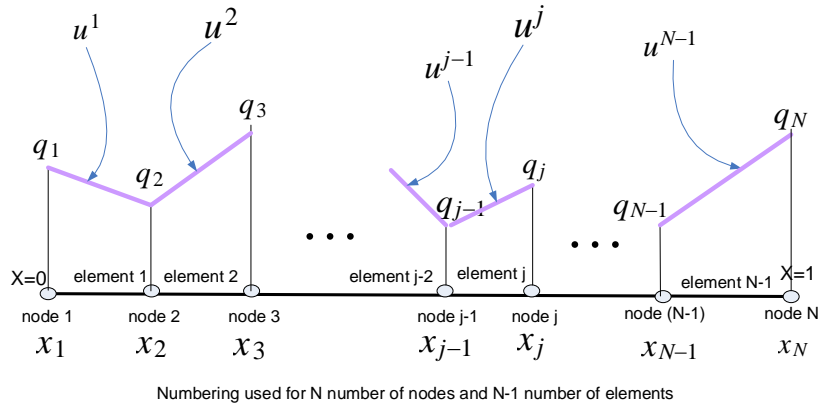 u^1 u^2 u^{j-1} u^j u^{N-1}
q_1 q_2 q_3 q_{j-1} q_j q_{N-1} q_N
... ...
X=0 element 1 element 2 element j-2 element j element N-1 X=1
node 1 node 2 node 3 node j-1 node j node (N-1) node N
x_1 x_2 x_3 x_{j-1} x_j x_{N-1} x_N
Numbering used for N number of nodes and N-1 number of elements